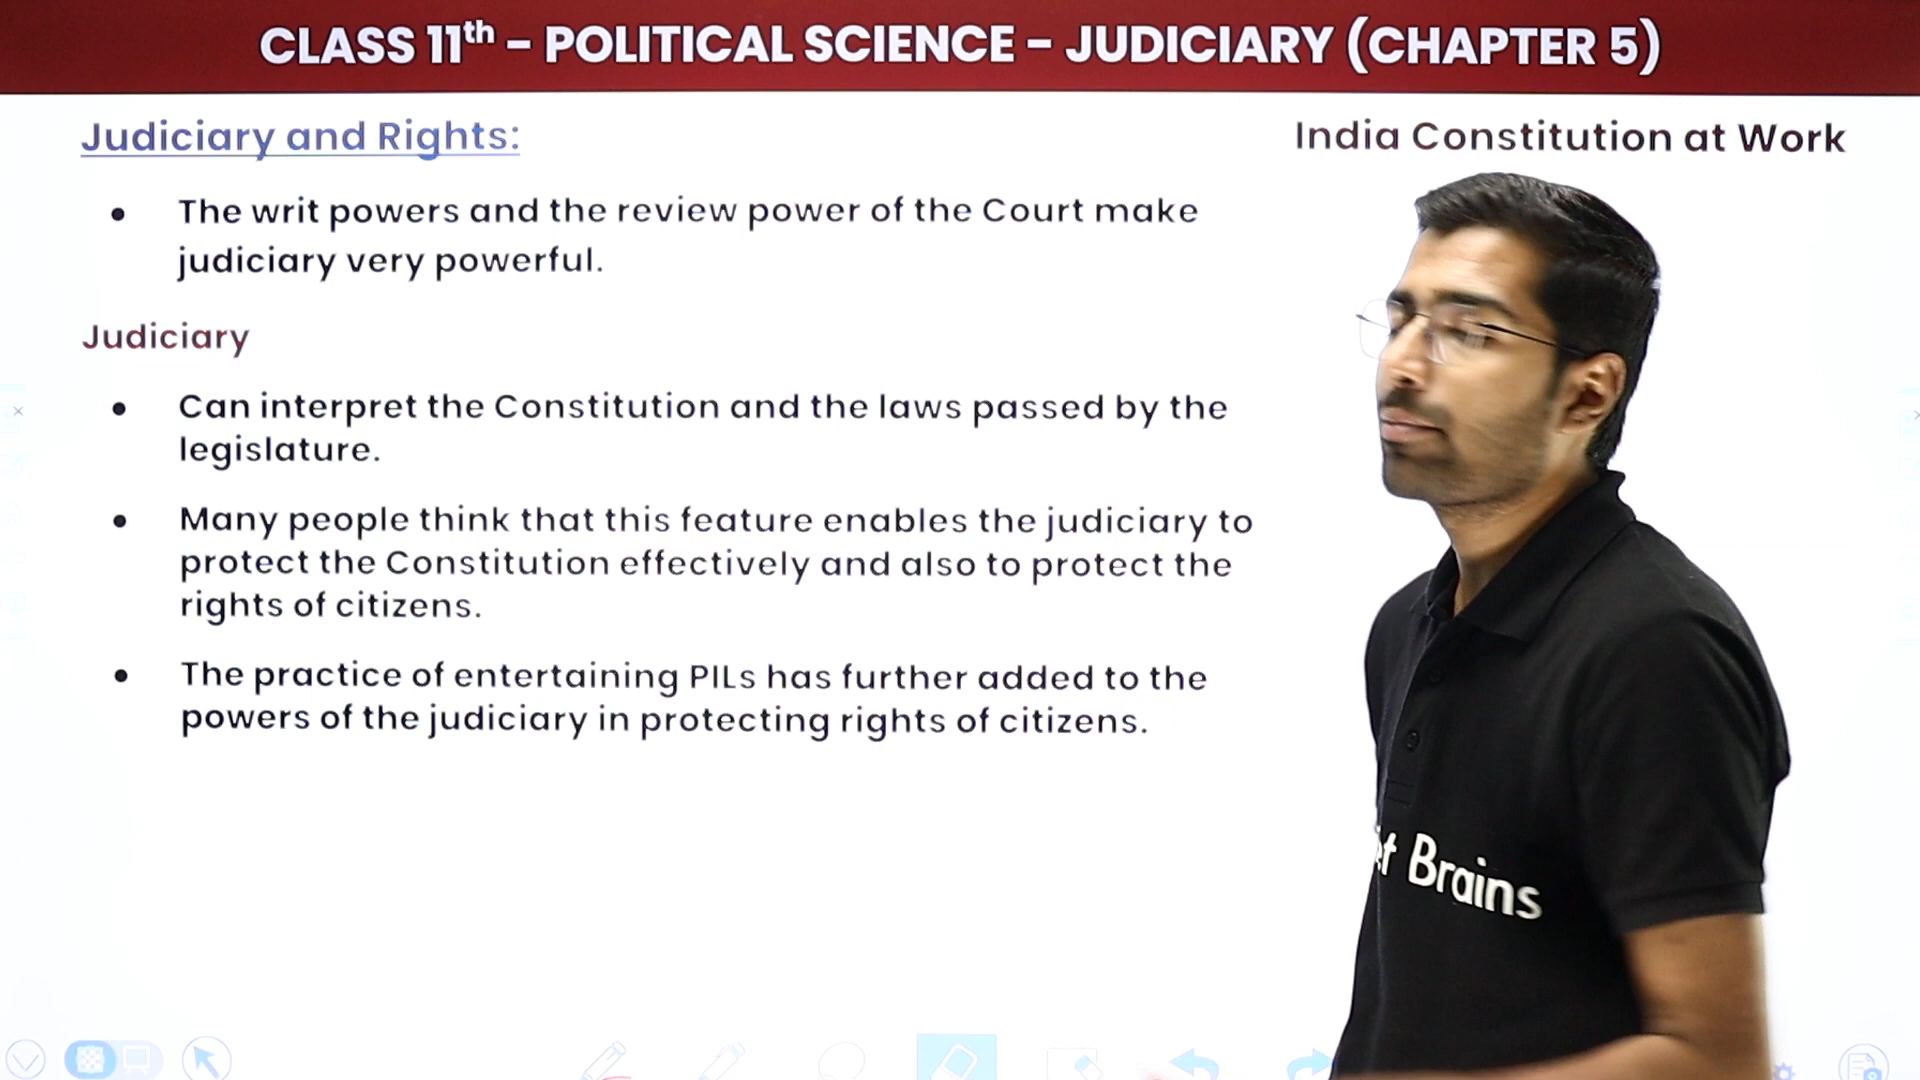 CLASS 11th – POLITICAL SCIENCE – JUDICIARY (CHAPTER 5)
Judiciary and Rights:
India Constitution at Work
• The writ powers and the review power of the Court make
judiciary very powerful.
Judiciary
• Can interpret the Constitution and the laws passed by the
legislature.
• Many people think that this feature enables the judiciary to
protect the Constitution effectively and also to protect the
rights of citizens.
• The practice of entertaining PILs has further added to the
powers of the judiciary in protecting rights of citizens.
Brains